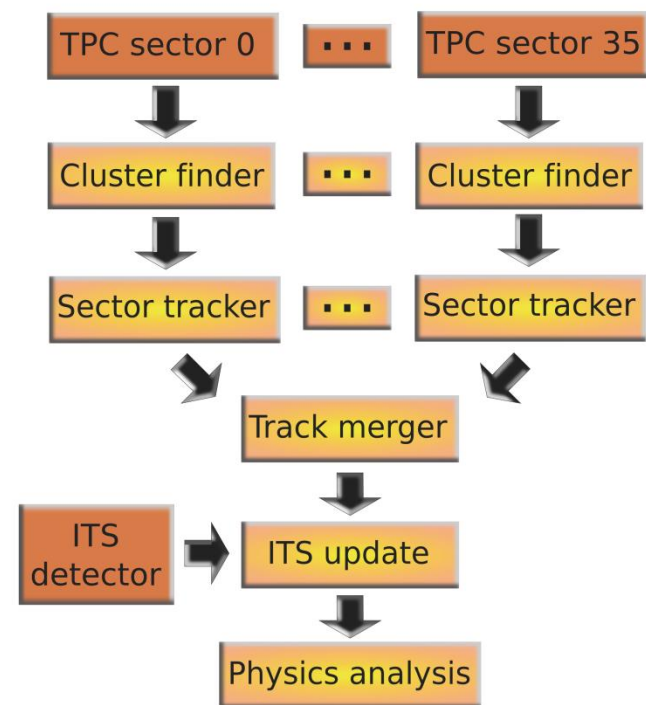 TPC sector 0
...
TPC sector 35
Cluster finder
...
Cluster finder
Sector tracker
...
Sector tracker
Track merger
ITS
detector
ITS update
Physics analysis